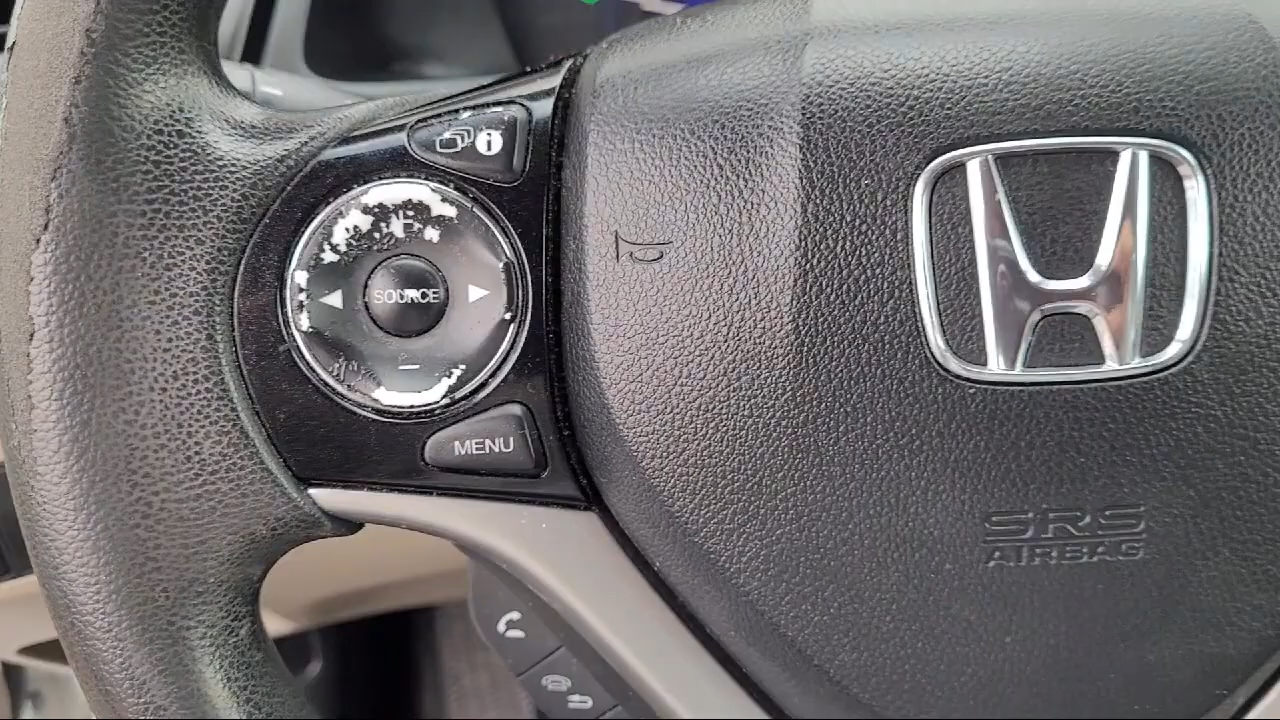 i
+
SOURCE
-
MENU
SRS
AIRBAG